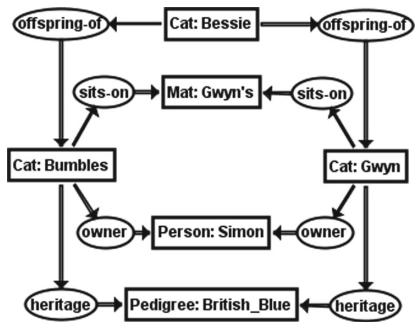 offspring-of
Cat: Bessie
offspring-of
sits-on
Mat: Gwyn's
sits-on
Cat: Bumbles
Cat: Gwyn
owner
Person: Simon
owner
heritage
Pedigree: British_Blue
heritage